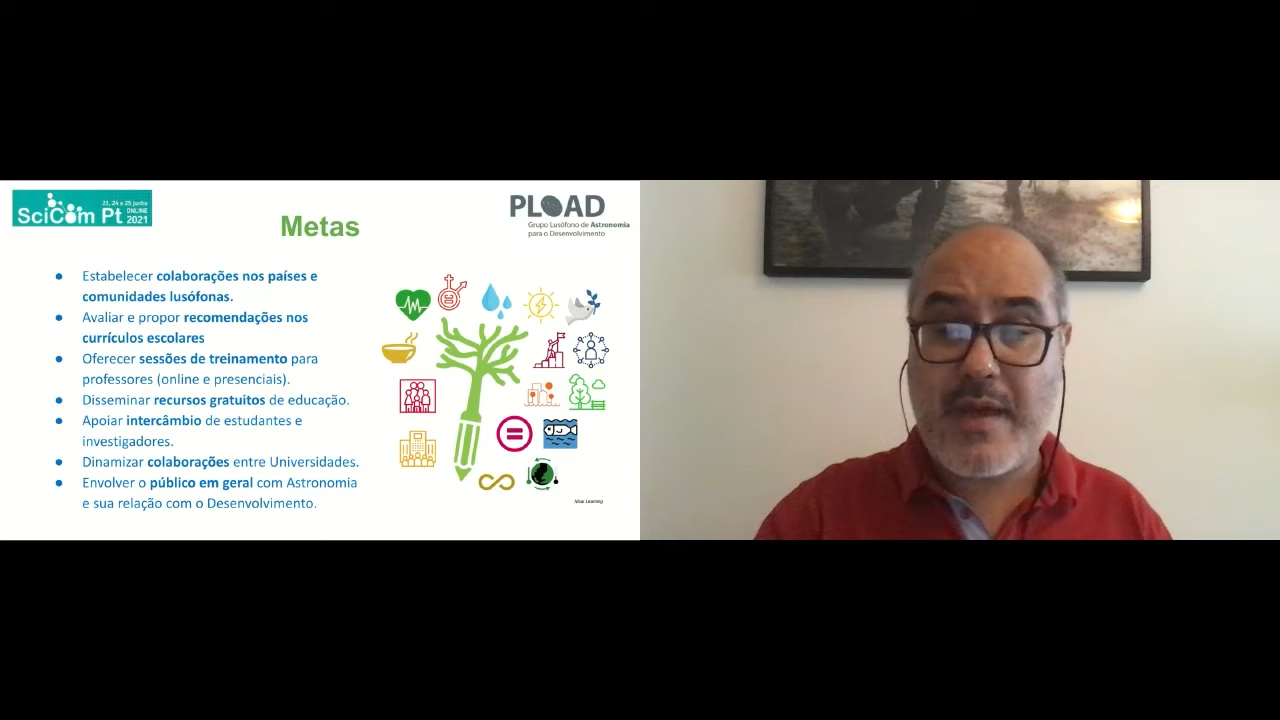 SciCom Pt
21, 24 e 25 junho
ONLINE
2021
PLOAD
Grupo Lusófono de Astronomia
para o Desenvolvimento
Metas
● Estabelecer colaborações nos países e
comunidades lusófonas.
● Avaliar e propor recomendações nos
currículos escolares
● Oferecer sessões de treinamento para
professores (online e presenciais).
● Disseminar recursos gratuitos de educação.
● Apoiar intercâmbio de estudantes e
investigadores.
● Dinamizar colaborações entre Universidades.
● Envolver o público em geral com Astronomia
e sua relação com o Desenvolvimento.